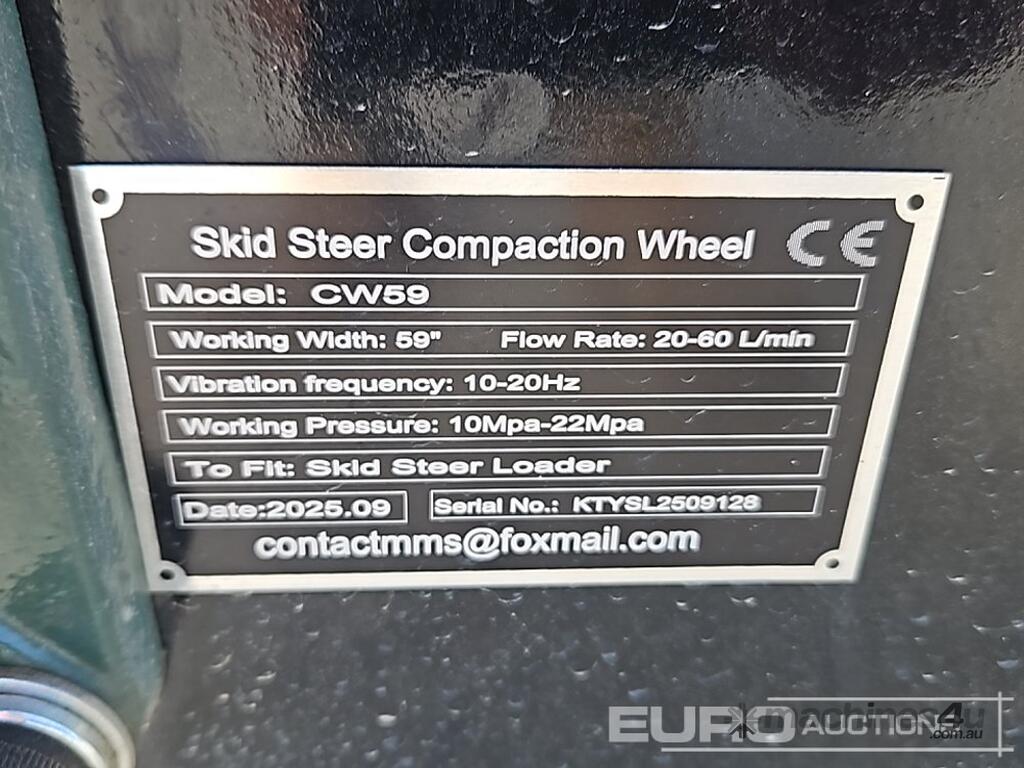 Skid Steer Compaction Wheel CE
Model: CW59
Working Width: 59" Flow Rate: 20-60 L/min
Vibration frequency: 10-20Hz
Working Pressure: 10Mpa-22Mpa
To Fit: Skid Steer Loader
Date:2025.09 Serial No.: KTYSL2509128
contactmms@foxmail.com
machines4u
.com.au
EURO AUCTIONS